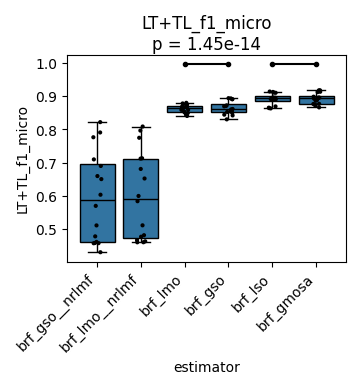 LT+TL_f1_micro
p = 1.45e-14
LT+TL_f1_micro
1.0
0.9
0.8
0.7
0.6
0.5
brf_gso__nrlmf
brf_lmo__nrlmf
brf_lmo
brf_gso
brf_lso
brf_gmosa
estimator